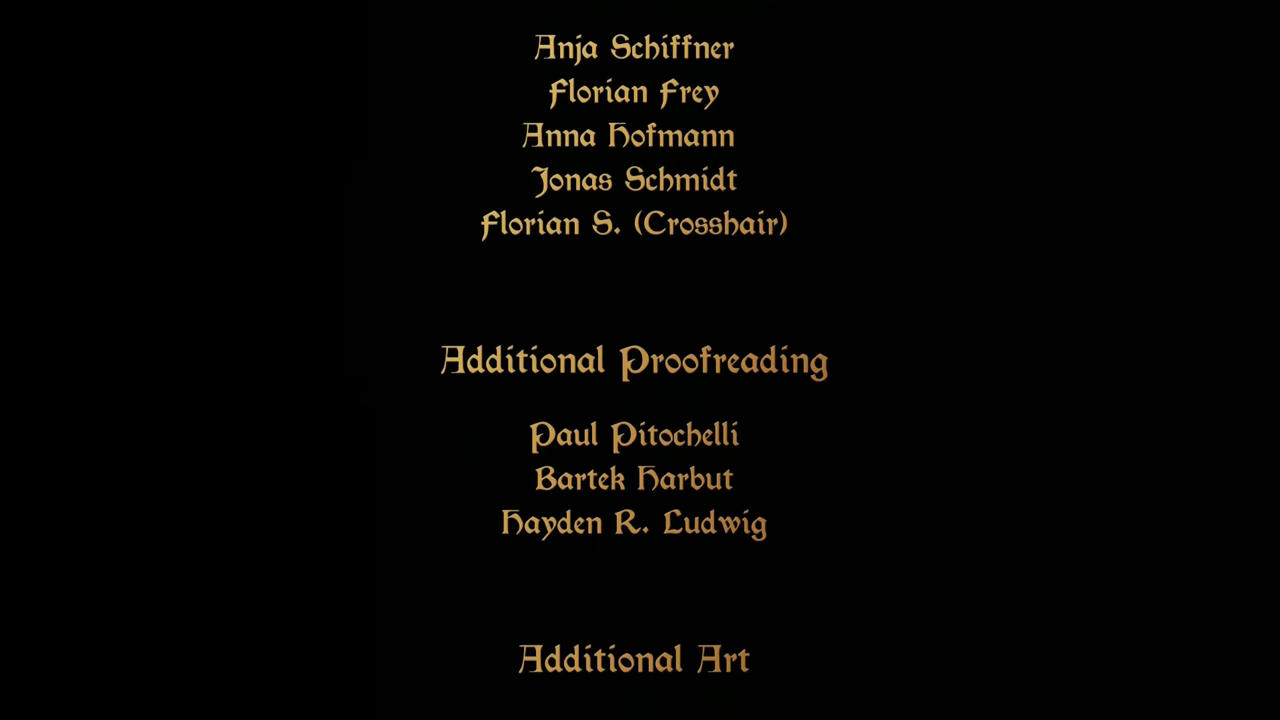 Anja Schiffner
Florian Frey
Anna Hofmann
Jonas Schmidt
Florian S. (Crosshair)
Additional Proofreading
Paul Pitochelli
Bartek Harbut
Hayden R. Ludwig
Additional Art